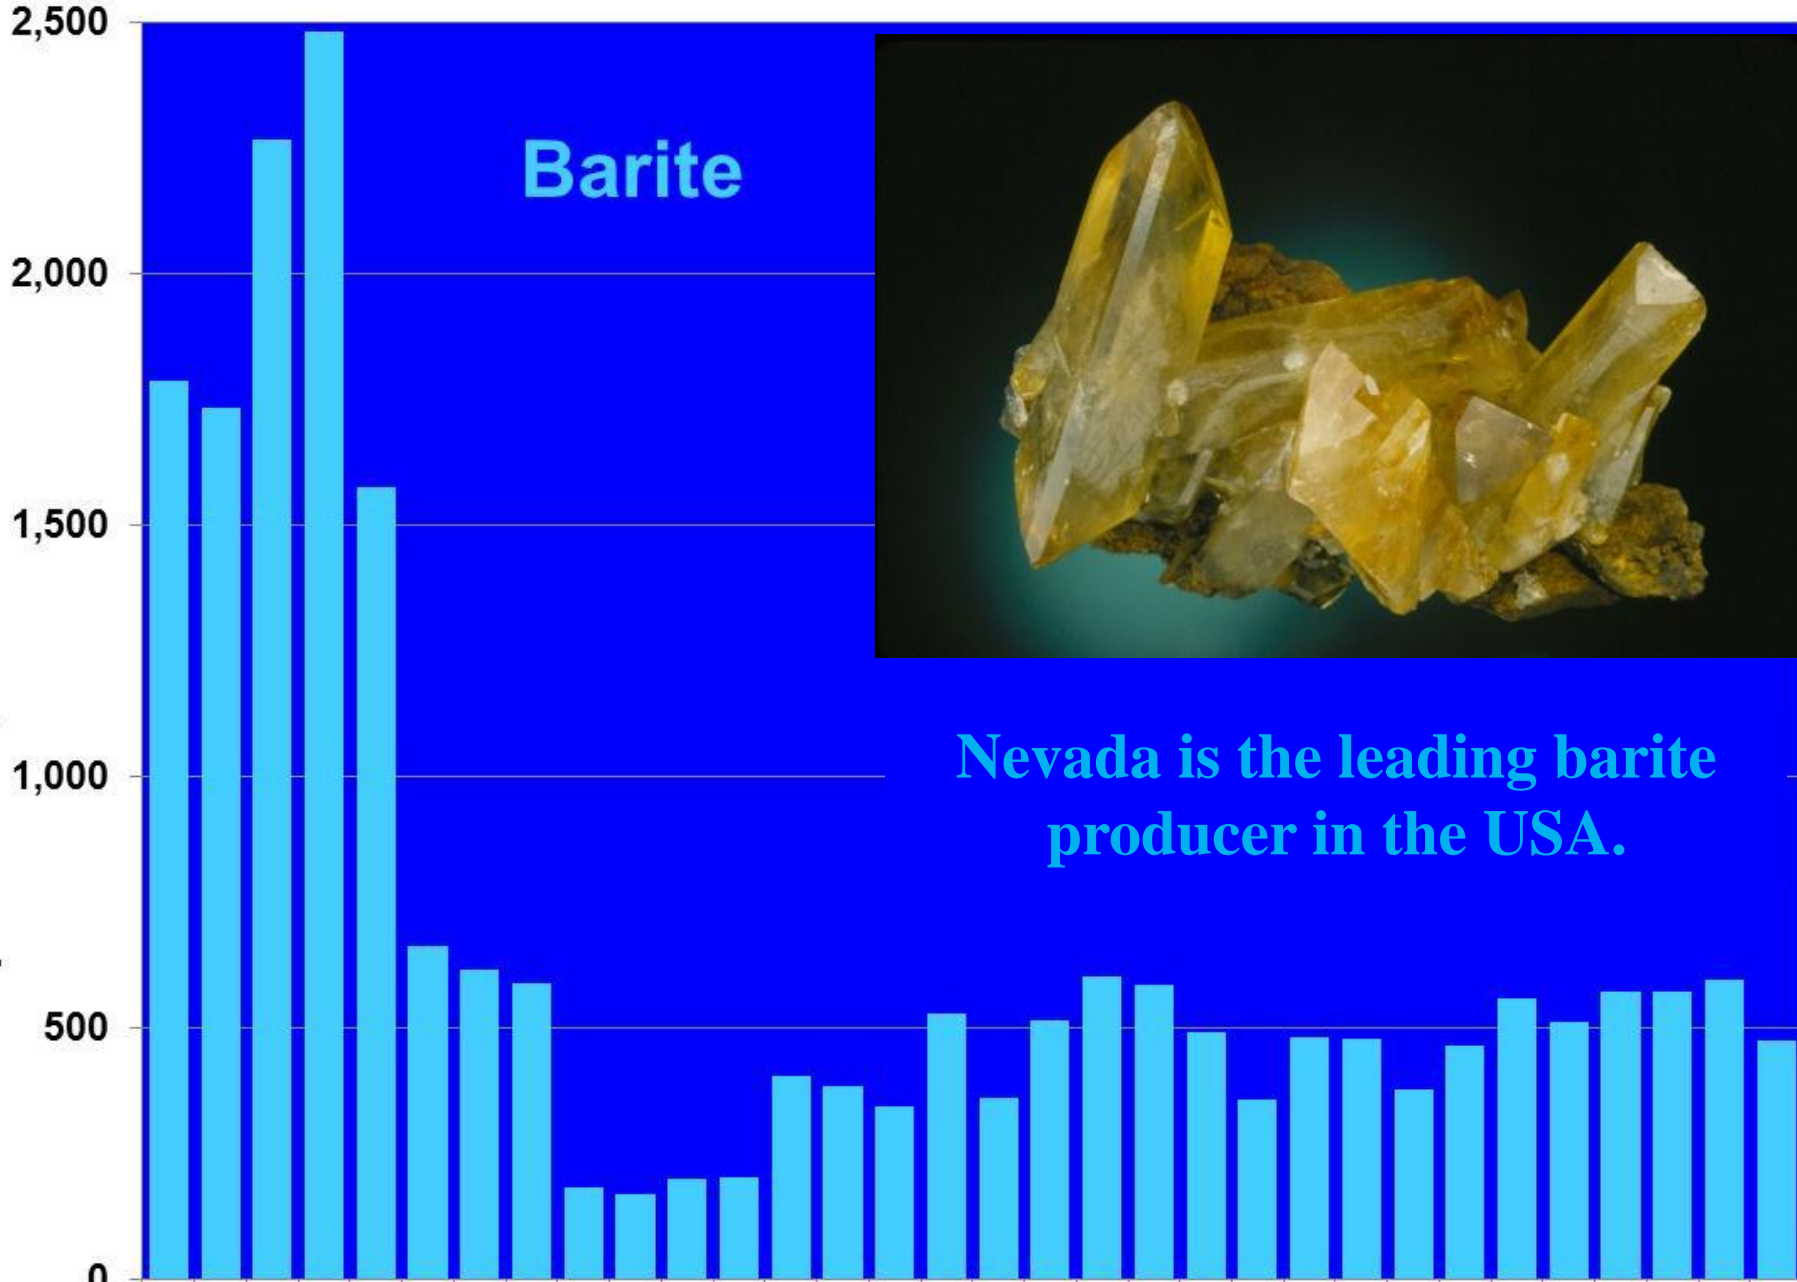 2,500
Barite
2,000
1,500
1,000
Nevada is the leading barite
producer in the USA.
500
0